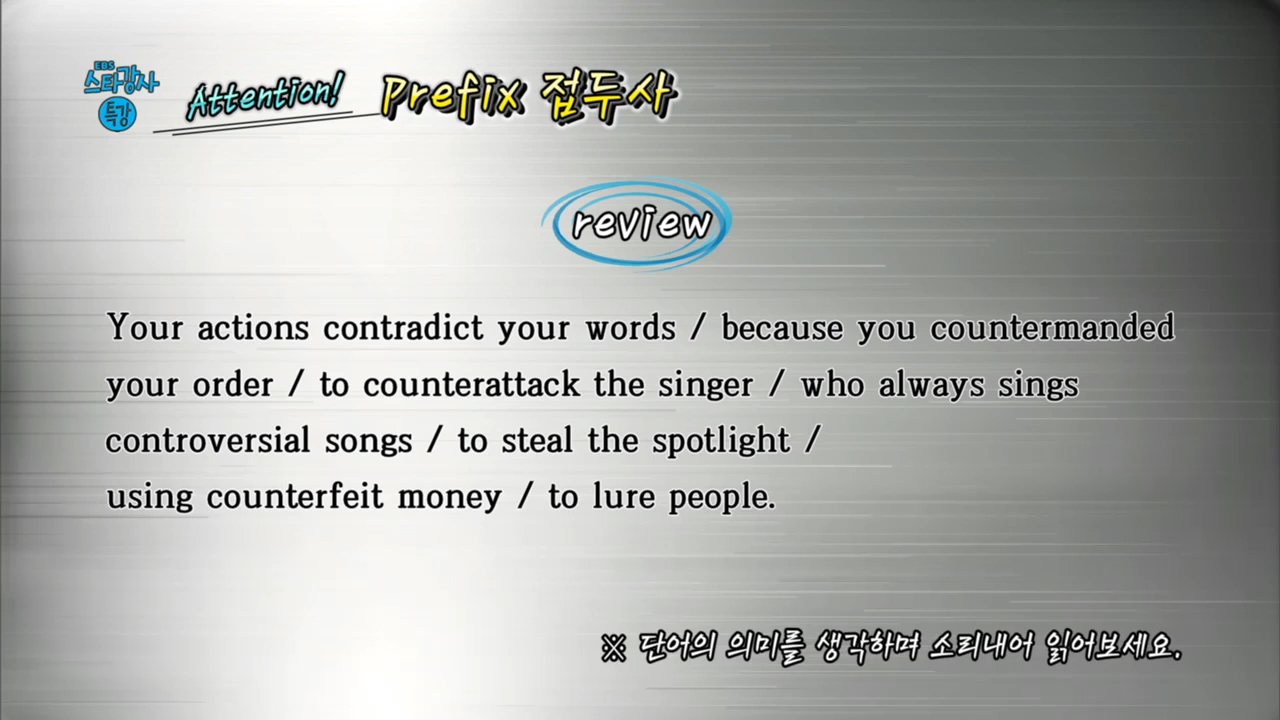 EBS
스타강사
특강
Attention! Prefix 접두사
review
Your actions contradict your words / because you countermanded
your order / to counterattack the singer / who always sings
controversial songs / to steal the spotlight /
using counterfeit money / to lure people.
※ 단어의 의미를 생각하며 소리내어 읽어보세요.